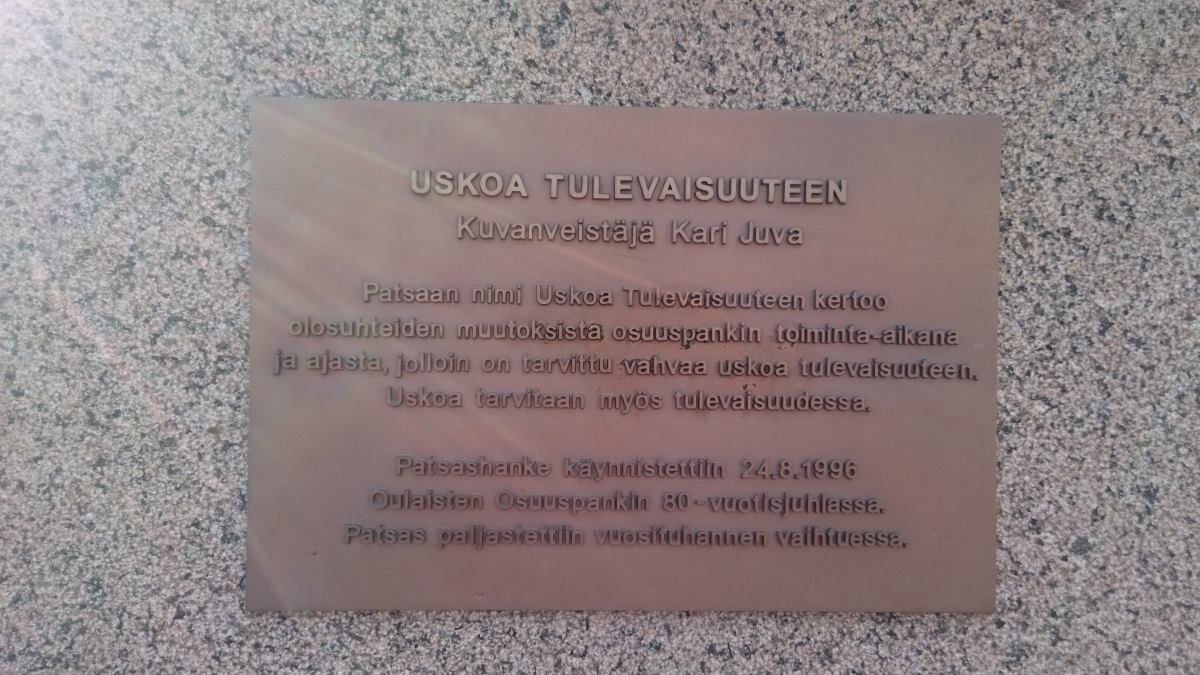 USKOA TULEVAISUUTEEN
Kuvanveistäjä Kari Juva
Patsaan nimi Uskoa Tulevaisuuteen kertoo
olosuhteiden muutoksista osuuspankin toiminta-aikana
ja ajasta, jolloin on tarvittu vahvaa uskoa tulevaisuuteen.
Uskoa tarvitaan myös tulevaisuudessa.
Patsashanke käynnistettiin 24.8.1996
Oulaisten Osuuspankin 80-vuotisjuhlassa.
Patsas paljastettiin vuosituhannen vaihtuessa.